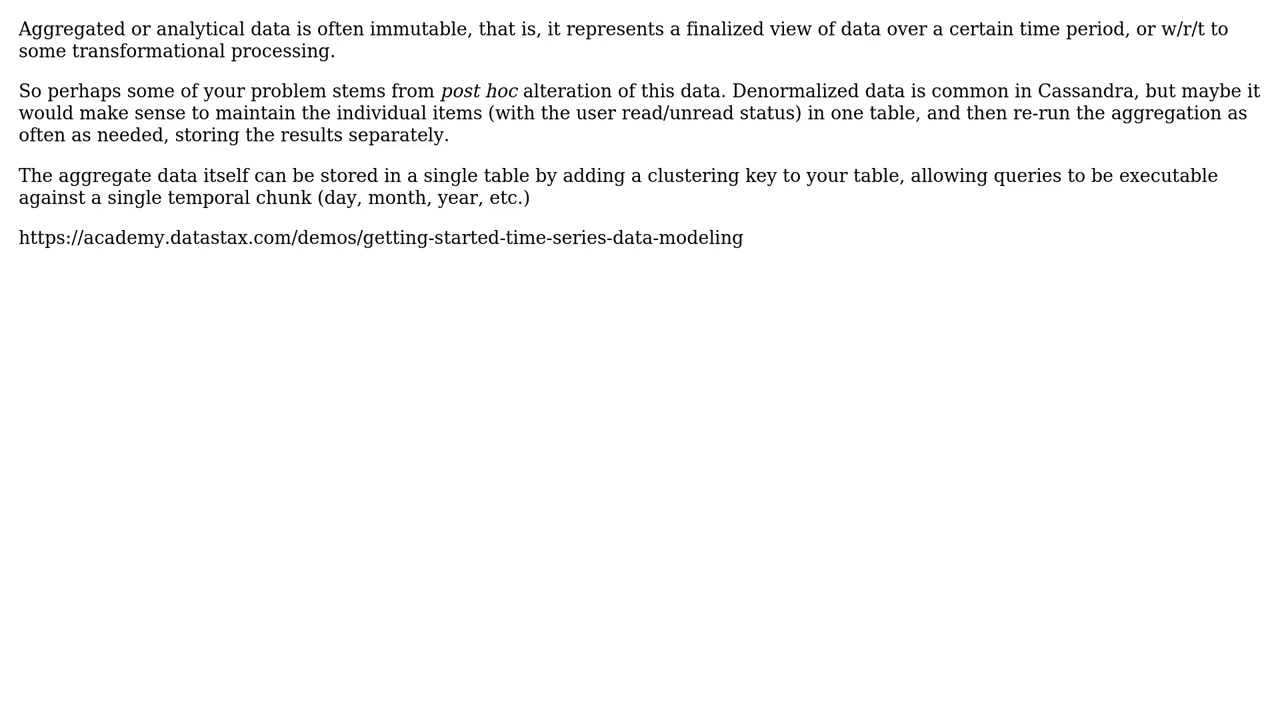 Aggregated or analytical data is often immutable, that is, it represents a finalized view of data over a certain time period, or w/r/t to
some transformational processing.
So perhaps some of your problem stems from post hoc alteration of this data. Denormalized data is common in Cassandra, but maybe it
would make sense to maintain the individual items (with the user read/unread status) in one table, and then re-run the aggregation as
often as needed, storing the results separately.
The aggregate data itself can be stored in a single table by adding a clustering key to your table, allowing queries to be executable
against a single temporal chunk (day, month, year, etc.)
https://academy.datastax.com/demos/getting-started-time-series-data-modeling